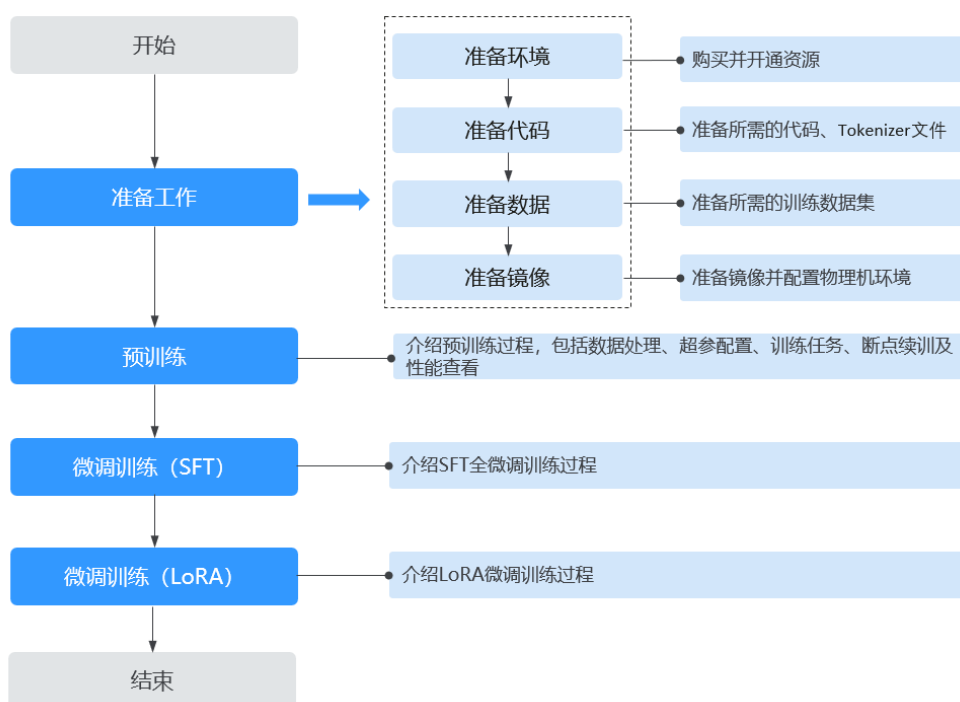 开始
准备工作
准备环境
购买并开通资源
准备代码
准备所需的代码、Tokenizer文件
准备数据
准备所需的训练数据集
准备镜像
准备镜像并配置物理机环境
预训练
介绍预训练过程，包括数据处理、超参配置、训练任务、断点续训及
性能查看
微调训练（SFT）
介绍SFT全微调训练过程
微调训练（LoRA）
介绍LoRA微调训练过程
结束